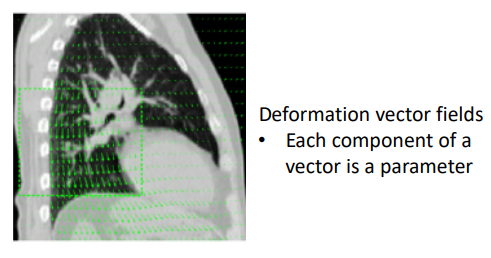 Deformation vector fields
• Each component of a
vector is a parameter